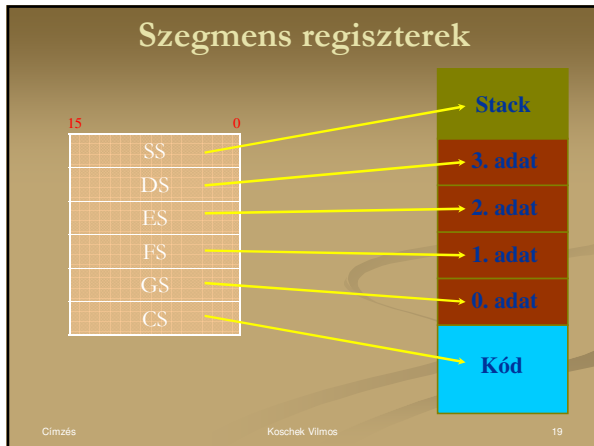 Szegmens regiszterek
15 0
SS
DS
ES
FS
GS
CS
Stack
3. adat
2. adat
1. adat
0. adat
Kód
Címzés Koschek Vilmos 19